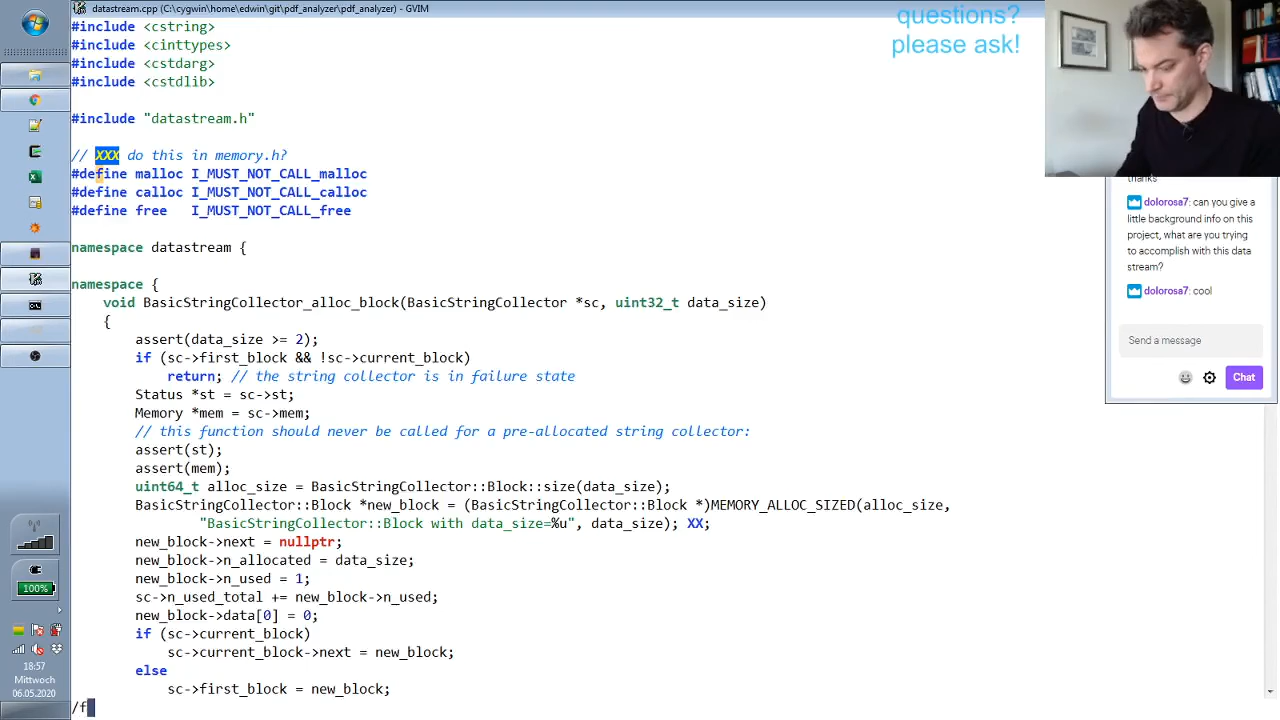 datastream.cpp (C:\cygwin\home\edwin\git\pdf_analyzer\pdf_analyzer) - GVIM
#include <cstring>
#include <cinttypes>
#include <cstdarg>
#include <cstdlib>
#include "datastream.h"
// XXX do this in memory.h?
#define malloc I_MUST_NOT_CALL_malloc
#define calloc I_MUST_NOT_CALL_calloc
#define free   I_MUST_NOT_CALL_free
namespace datastream {
namespace {
    void BasicStringCollector_alloc_block(BasicStringCollector *sc, uint32_t data_size)
    {
        assert(data_size >= 2);
        if (sc->first_block && !sc->current_block)
            return; // the string collector is in failure state
        Status *st = sc->st;
        Memory *mem = sc->mem;
        // this function should never be called for a pre-allocated string collector:
        assert(st);
        assert(mem);
        uint64_t alloc_size = BasicStringCollector::Block::size(data_size);
        BasicStringCollector::Block *new_block = (BasicStringCollector::Block *)MEMORY_ALLOC_SIZED(alloc_size,
                "BasicStringCollector::Block with data_size=%u", data_size); XX;
        new_block->next = nullptr;
        new_block->n_allocated = data_size;
        new_block->n_used = 1;
        sc->n_used_total += new_block->n_used;
        new_block->data[0] = 0;
        if (sc->current_block)
            sc->current_block->next = new_block;
        else
            sc->first_block = new_block;
/f
questions?
please ask!
thanks
dolorosa7: can you give a
little background info on this
project, what are you trying
to accomplish with this data
stream?
dolorosa7: cool
Send a message
Chat
100%
18:57
Mittwoch
06.05.2020